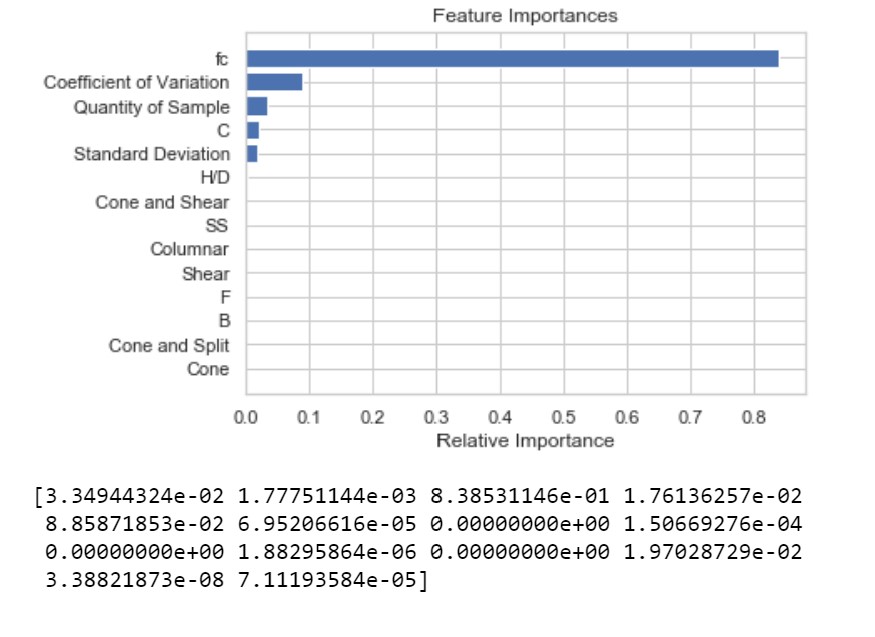 Feature Importances
fc
Coefficient of Variation
Quantity of Sample
C
Standard Deviation
H/D
Cone and Shear
SS
Columnar
Shear
F
B
Cone and Split
Cone
0.0 0.1 0.2 0.3 0.4 0.5 0.6 0.7 0.8
Relative Importance
[3.34944324e-02 1.77751144e-03 8.38531146e-01 1.76136257e-02
8.85871853e-02 6.95206616e-05 0.00000000e+00 1.50669276e-04
0.00000000e+00 1.88295864e-06 0.00000000e+00 1.97028729e-02
3.38821873e-08 7.11193584e-05]